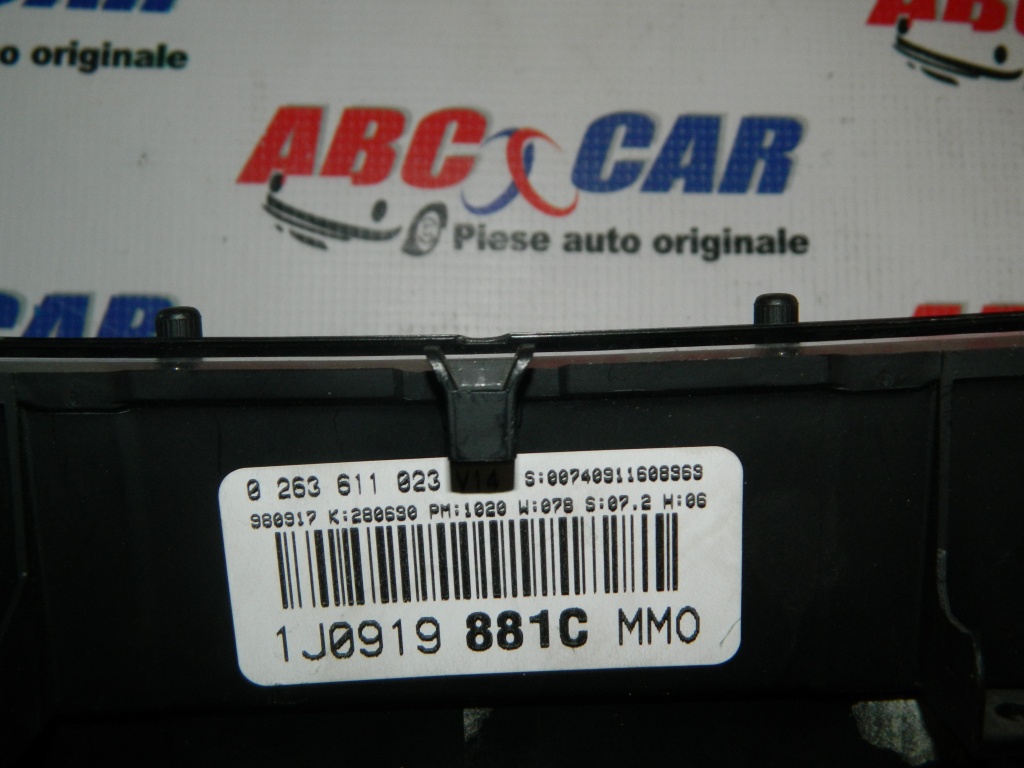 o originale
ABC CAR
Piese auto originale
CAR
0 263 611 023 V14 S:00740911608969
980917 K:280690 PM:1020 W:078 S:07.2 H:06
1J0919 881C MMO